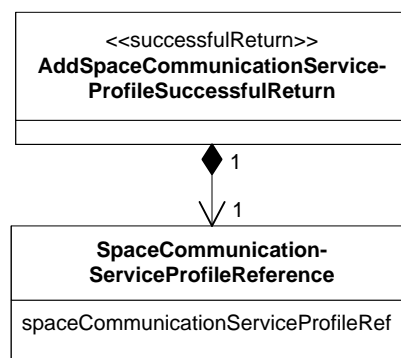 <<successfulReturn>>
AddSpaceCommunicationService-
ProfileSuccessfulReturn
1
1
SpaceCommunication-
ServiceProfileReference
spaceCommunicationServiceProfileRef